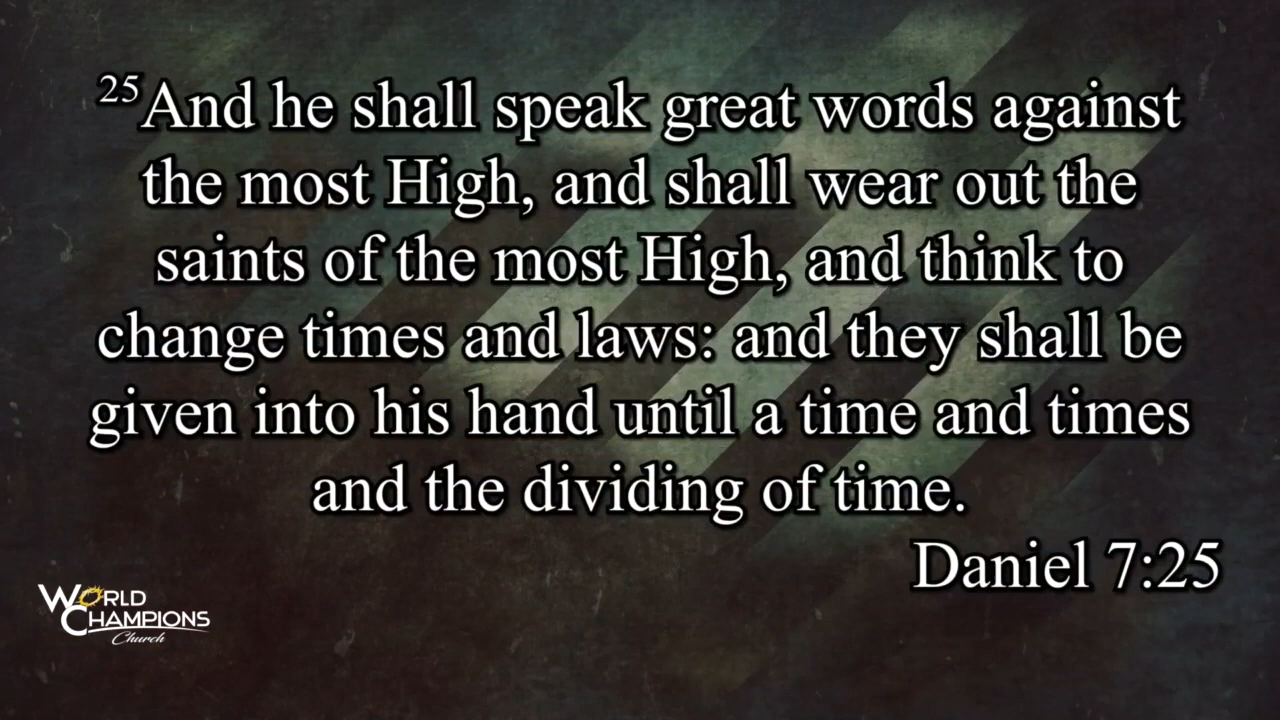 25And he shall speak great words against
the most High, and shall wear out the
saints of the most High, and think to
change times and laws: and they shall be
given into his hand until a time and times
and the dividing of time.
Daniel 7:25
WORLD
CHAMPIONS
Church